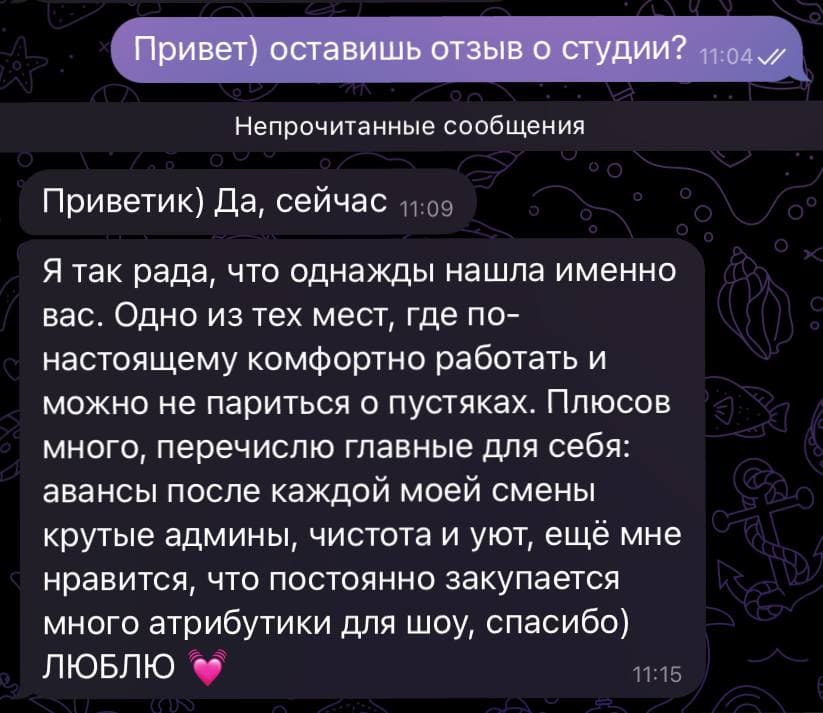 Привет) оставишь отзыв о студии? 11:04
Непрочитанные сообщения
Приветик) Да, сейчас 11:09
Я так рада, что однажды нашла именно
вас. Одно из тех мест, где по-
настоящему комфортно работать и
можно не париться о пустяках. Плюсов
много, перечислю главные для себя:
авансы после каждой моей смены
крутые админы, чистота и уют, ещё мне
нравится, что постоянно закупается
много атрибутики для шоу, спасибо)
ЛЮБЛЮ 💓 11:15